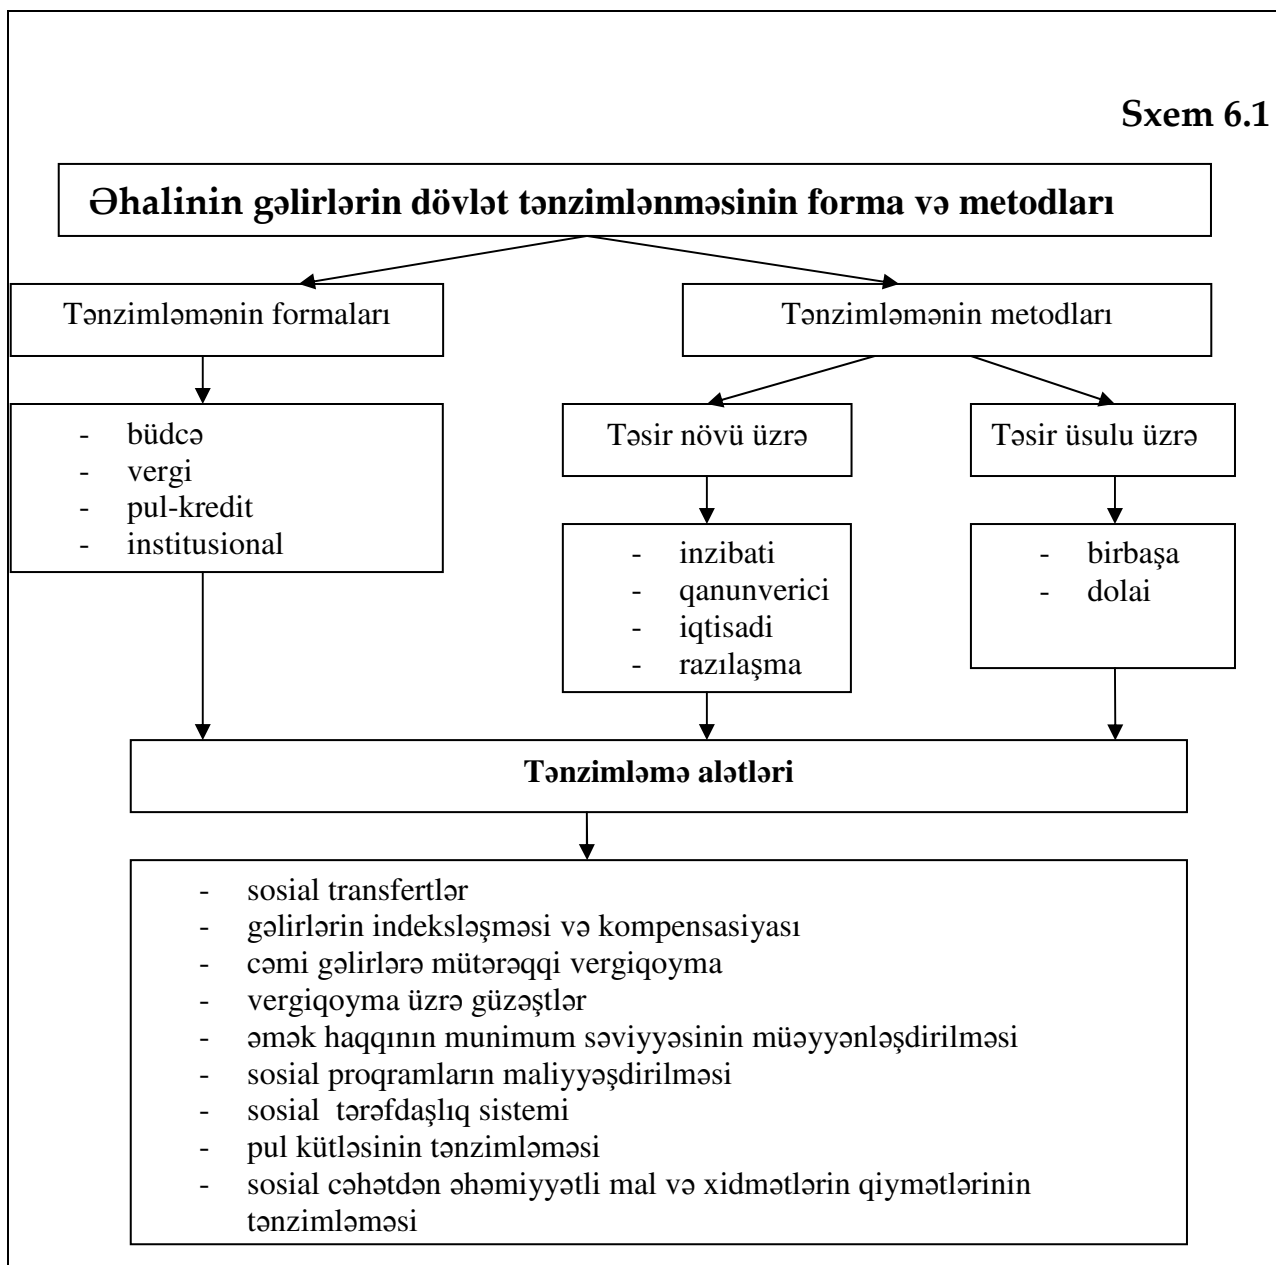 Sxem 6.1
Əhalinin gəlirlərin dövlət tənzimlənməsinin forma və metodları
Tənzimləmənin formaları
Tənzimləmənin metodları
- büdcə
- vergi
- pul-kredit
- institusional
Təsir növü üzrə
Təsir üsulu üzrə
- inzibati
- qanunverici
- iqtisadi
- razılaşma
- birbaşa
- dolai
Tənzimləmə alətləri
- sosial transfertlər
- gəlirlərin indeksləşməsi və kompensasiyası
- cəmi gəlirlərə mütərəqqi vergiqoyma
- vergiqoyma üzrə güzəştlər
- əmək haqqının munimum səviyyəsinin müəyyənləşdirilməsi
- sosial proqramların maliyyəşdirilməsi
- sosial tərəfdaşlıq sistemi
- pul kütləsinin tənzimləməsi
- sosial cəhətdən əhəmiyyətli mal və xidmətlərin qiymətlərinin
tənzimləməsi